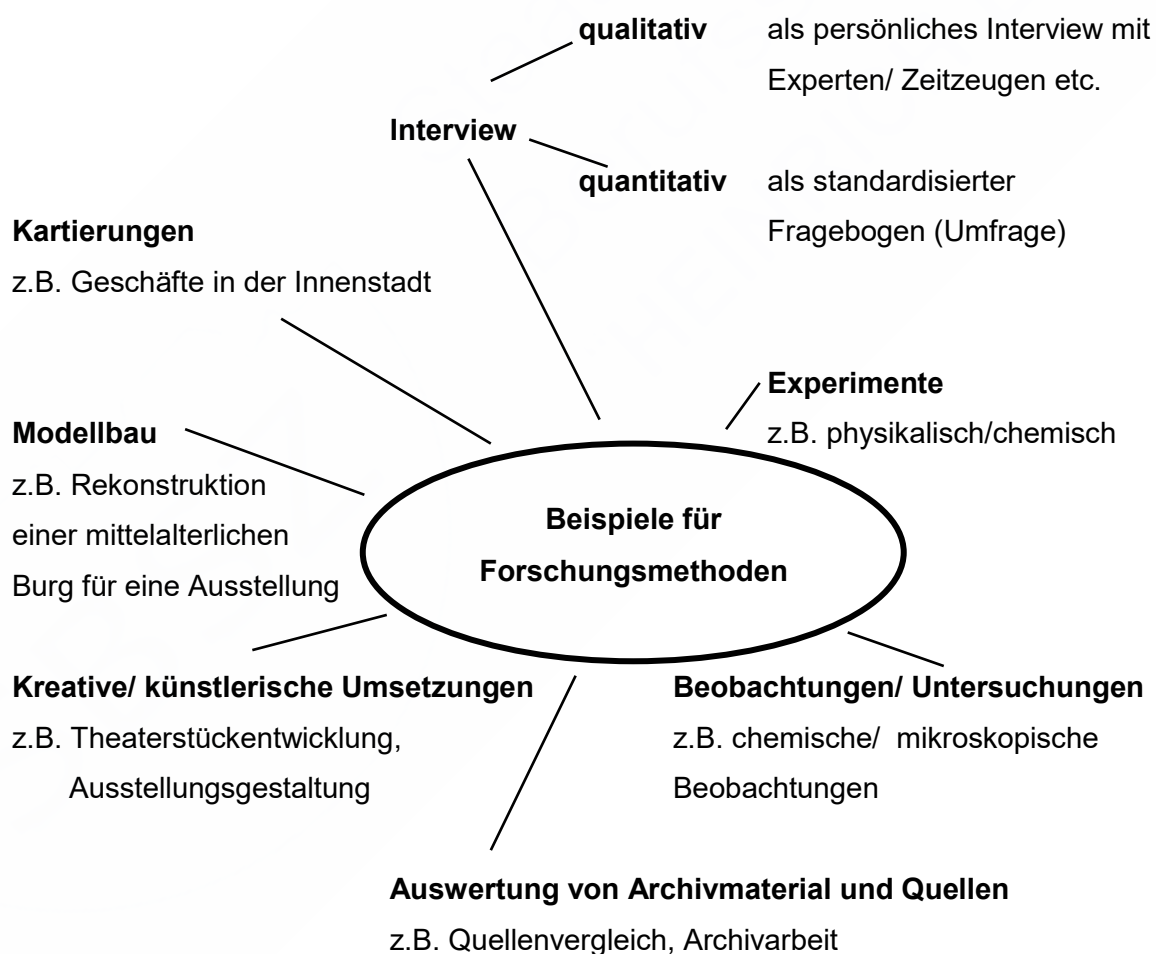 qualitativ als persönliches Interview mit
Experten/ Zeitzeugen etc.
Interview
quantitativ als standardisierter
Fragebogen (Umfrage)
Kartierungen
z.B. Geschäfte in der Innenstadt
Experimente
z.B. physikalisch/chemisch
Modellbau
z.B. Rekonstruktion
einer mittelalterlichen
Burg für eine Ausstellung
Beispiele für
Forschungsmethoden
Kreative/ künstlerische Umsetzungen
z.B. Theaterstückentwicklung,
Ausstellungsgestaltung
Beobachtungen/ Untersuchungen
z.B. chemische/ mikroskopische
Beobachtungen
Auswertung von Archivmaterial und Quellen
z.B. Quellenvergleich, Archivarbeit